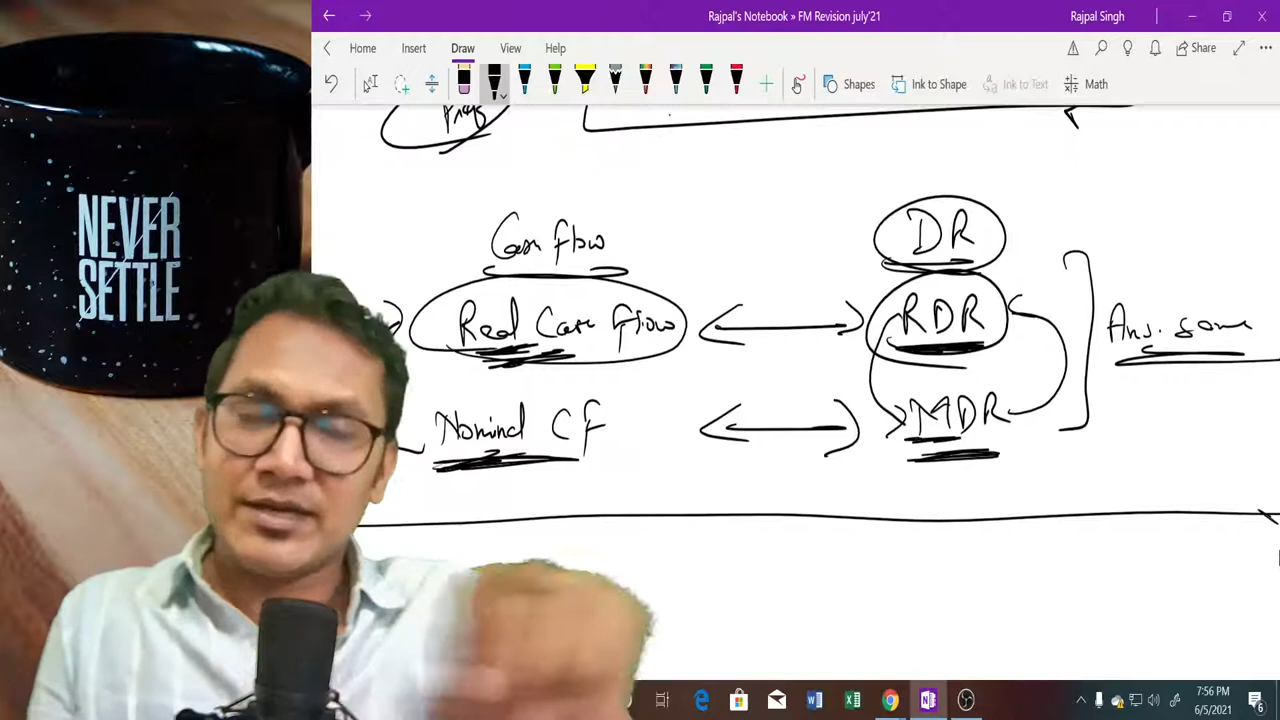 NEVER
SETTLE
Rajpal's Notebook » FM Revision july'21
Rajpal Singh
Home Insert Draw View Help
Share
Shapes Ink to Shape Ink to Text Math
Cash flow
DR
Real Cash flow
RDR
Ans. same
Nominal CF
MDR
7:56 PM
6/5/2021
6